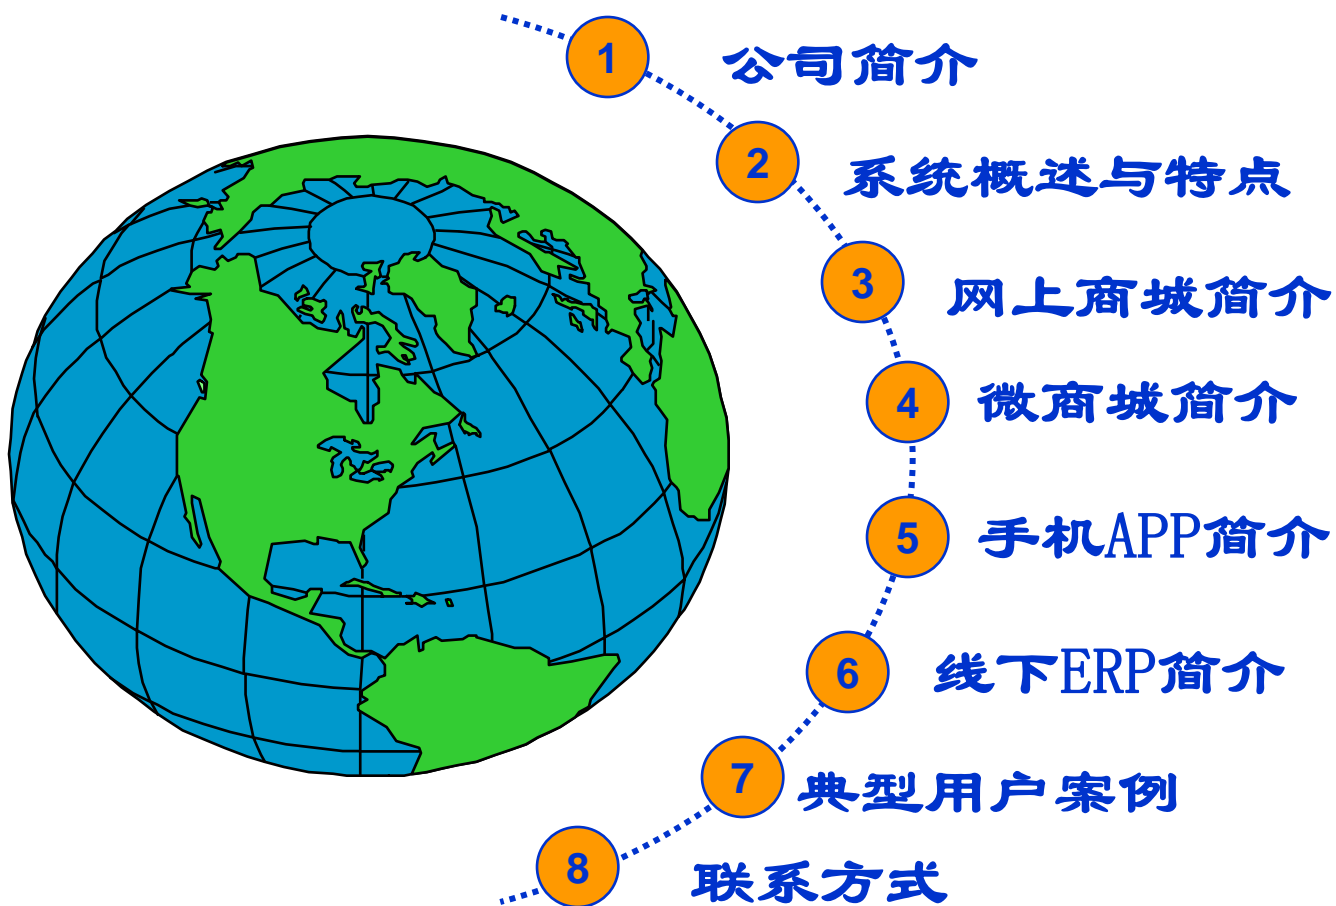 1 公司简介
2 系统概述与特点
3 网上商城简介
4 微商城简介
5 手机APP简介
6 线下ERP简介
7 典型用户案例
8 联系方式